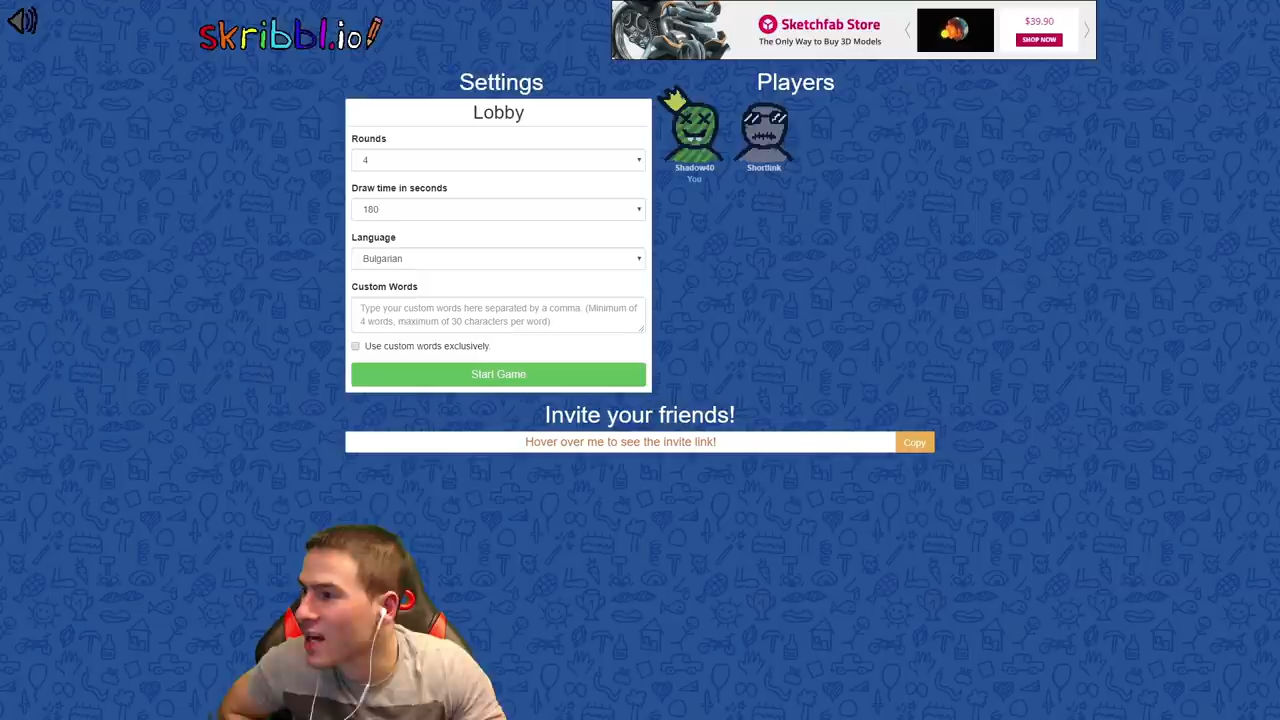 skribbl.io
Sketchfab Store
The Only Way to Buy 3D Models
$39.90
SHOP NOW
Settings
Players
Lobby
Rounds
4
Draw time in seconds
180
Language
Bulgarian
Custom Words
Type your custom words here separated by a comma. (Minimum of
4 words, maximum of 30 characters per word)
Use custom words exclusively.
Start Game
Shadow40
You
Shortlink
Invite your friends!
Hover over me to see the invite link!
Copy